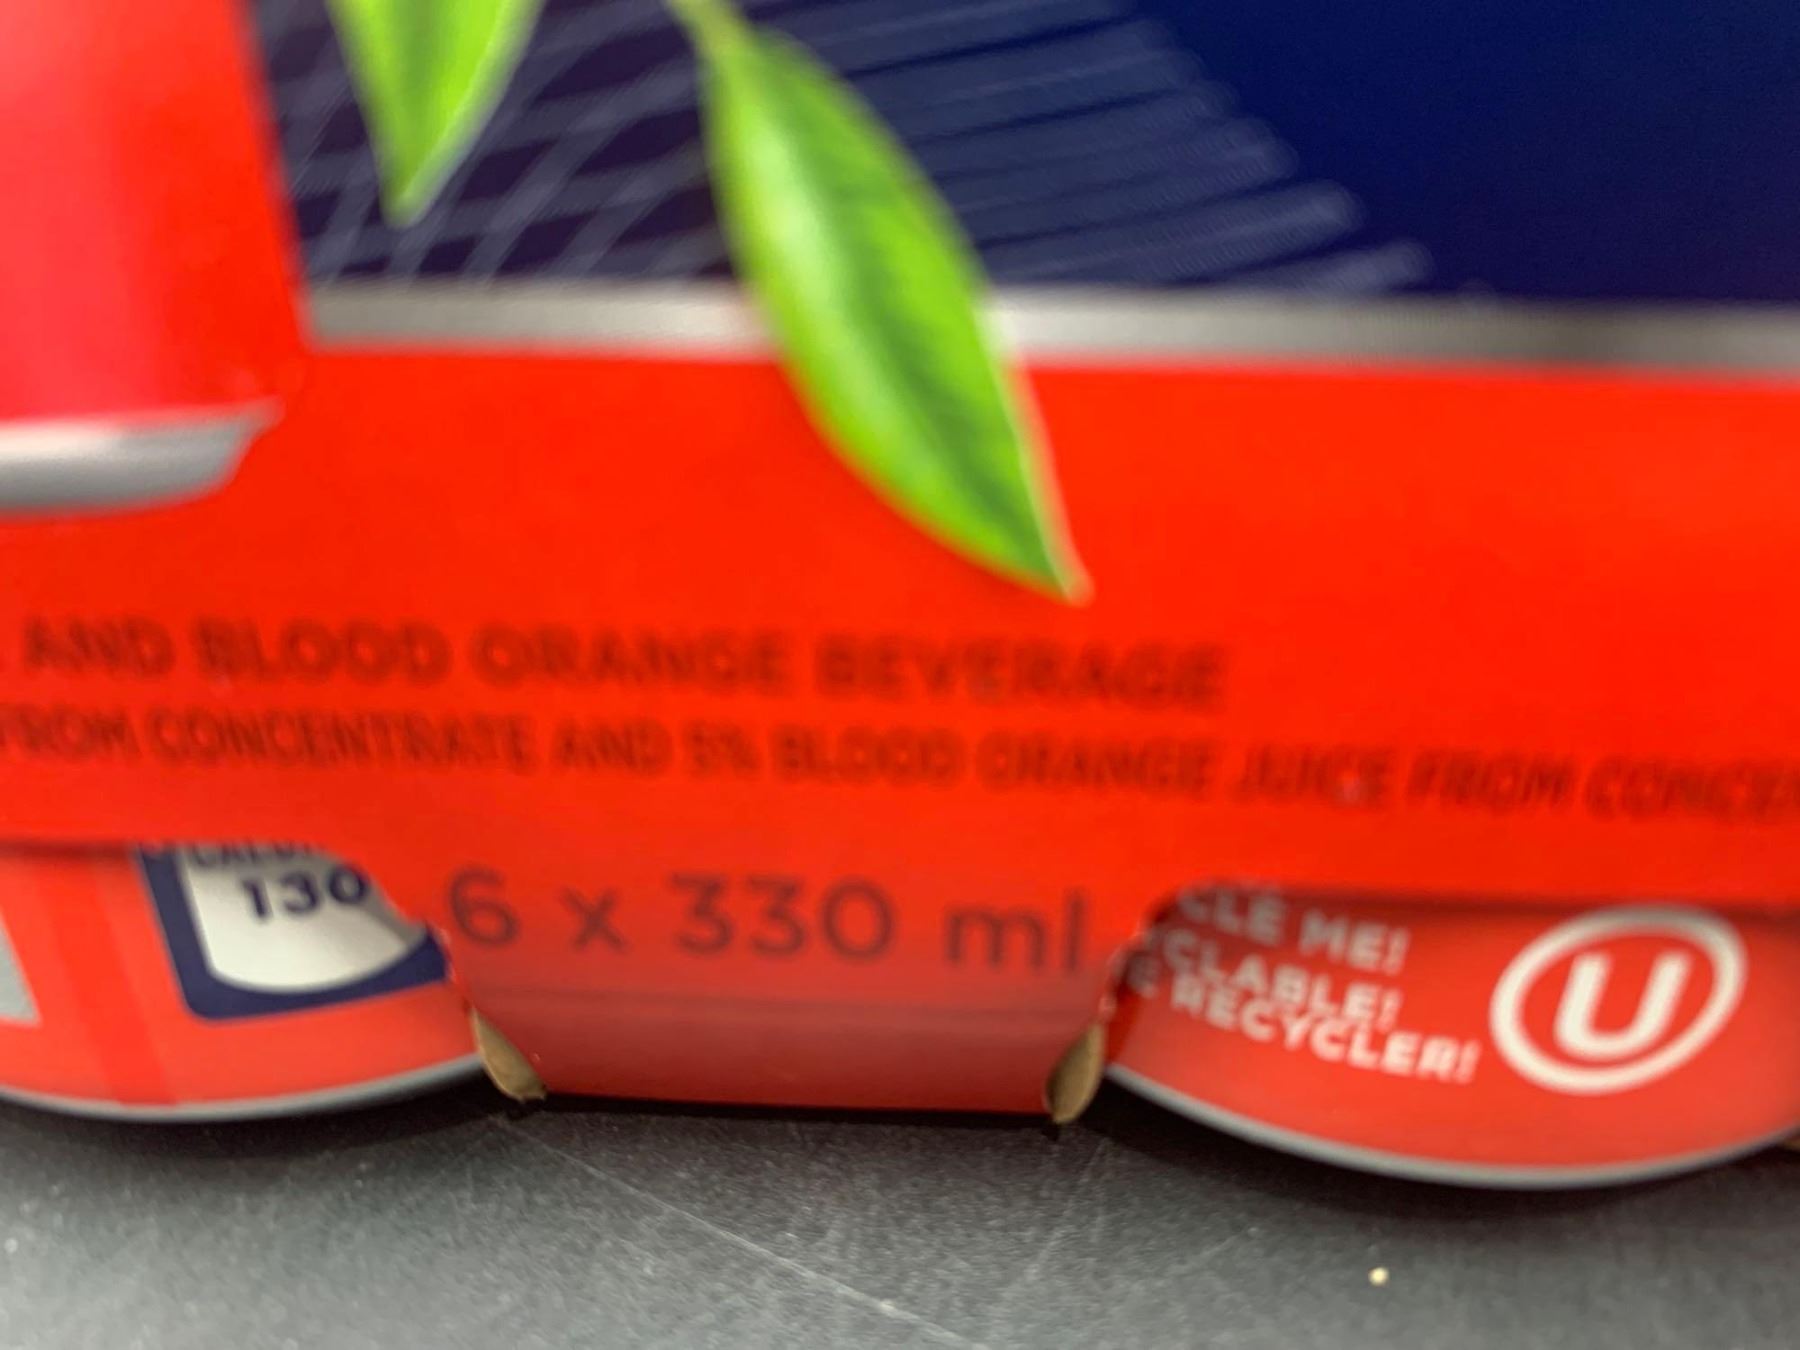 AND BLOOD ORANGE BEVERAGE
FROM CONCENTRATE AND 5% BLOOD ORANGE JUICE FROM CONCE
130
6 x 330 ml
CLE ME!
CLABLE!
E RECYCLER!
U